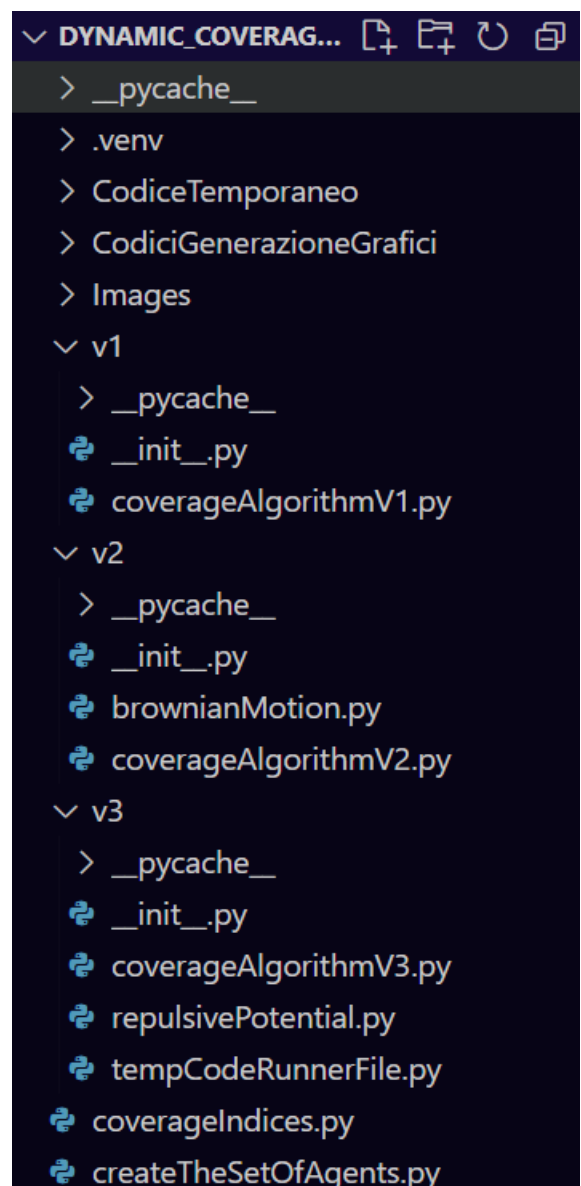 DYNAMIC_COVERAG...
__pycache__
.venv
CodiceTemporaneo
CodiciGenerazioneGrafici
Images
v1
__pycache__
__init__.py
coverageAlgorithmV1.py
v2
__pycache__
__init__.py
brownianMotion.py
coverageAlgorithmV2.py
v3
__pycache__
__init__.py
coverageAlgorithmV3.py
repulsivePotential.py
tempCodeRunnerFile.py
coverageIndices.py
createTheSetOfAgents.py